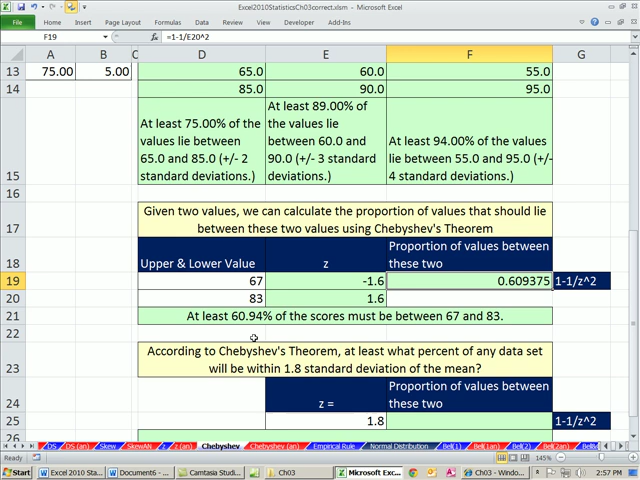 Excel2010StatisticsCh03correct.xlsm - Microsoft Excel
File Home Insert Page Layout Formulas Data Review View Developer Add-Ins
F19 fx =1-1/E20^2
A B C D E F G
13 75.00 5.00 65.0 60.0 55.0
14 85.0 90.0 95.0
At least 75.00% of the
values lie between
65.0 and 85.0 (+/- 2
standard deviations.)
At least 89.00% of
the values lie
between 60.0 and
90.0 (+/- 3 standard
deviations.)
At least 94.00% of the values
lie between 55.0 and 95.0 (+/-
4 standard deviations.)
15
16
Given two values, we can calculate the proportion of values that should lie
17 between these two values using Chebyshev's Theorem
Proportion of values between
18 Upper & Lower Value z these two
19 67 -1.6 0.609375 1-1/z^2
20 83 1.6
21 At least 60.94% of the scores must be between 67 and 83.
22
According to Chebyshev's Theorem, at least what percent of any data set
23 will be within 1.8 standard deviation of the mean?
Proportion of values between
24 z = these two
25 1.8 1-1/z^2
26
DS DS (an) Skew SkewAN z z (an) Chebyshev Chebyshev (an) Empirical Rule Normal Distribution Bell(1) Bell(1an) Bell(2) Bell(2an)
Ready 145%
Start Microsoft Excel 2010 Sta... Document6 - Micro... Camtasia Studi... Ch03 Microsoft Exc... Ch03 - Window... 2:57 PM